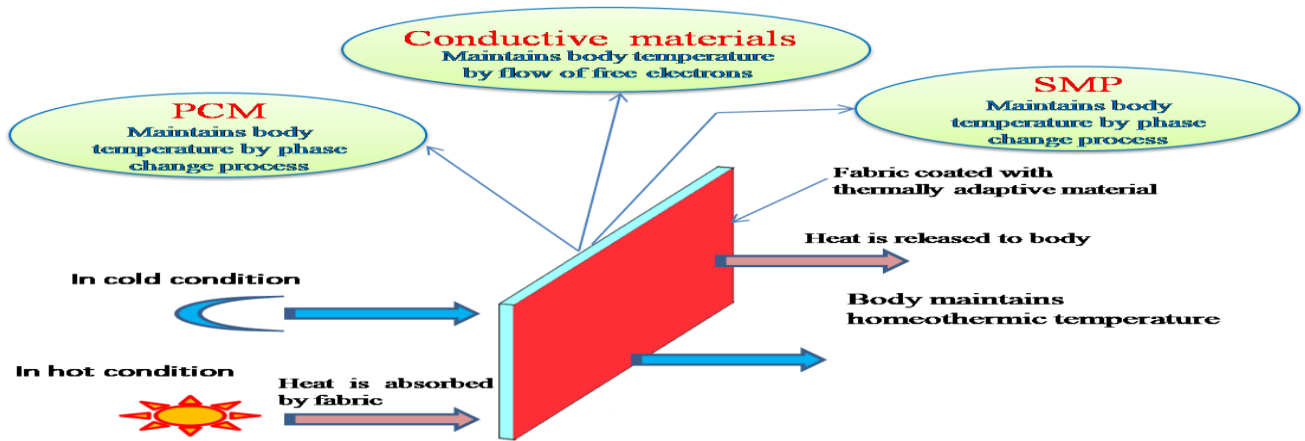 Conductive materials
Maintains body temperature
by flow of free electrons
PCM
Maintains body
temperature by phase
change process
SMP
Maintains body
temperature by phase
change process
Fabric coated with
thermally adaptive material
Heat is released to body
In cold condition
Body maintains
homeothermic temperature
In hot condition
Heat is absorbed
by fabric